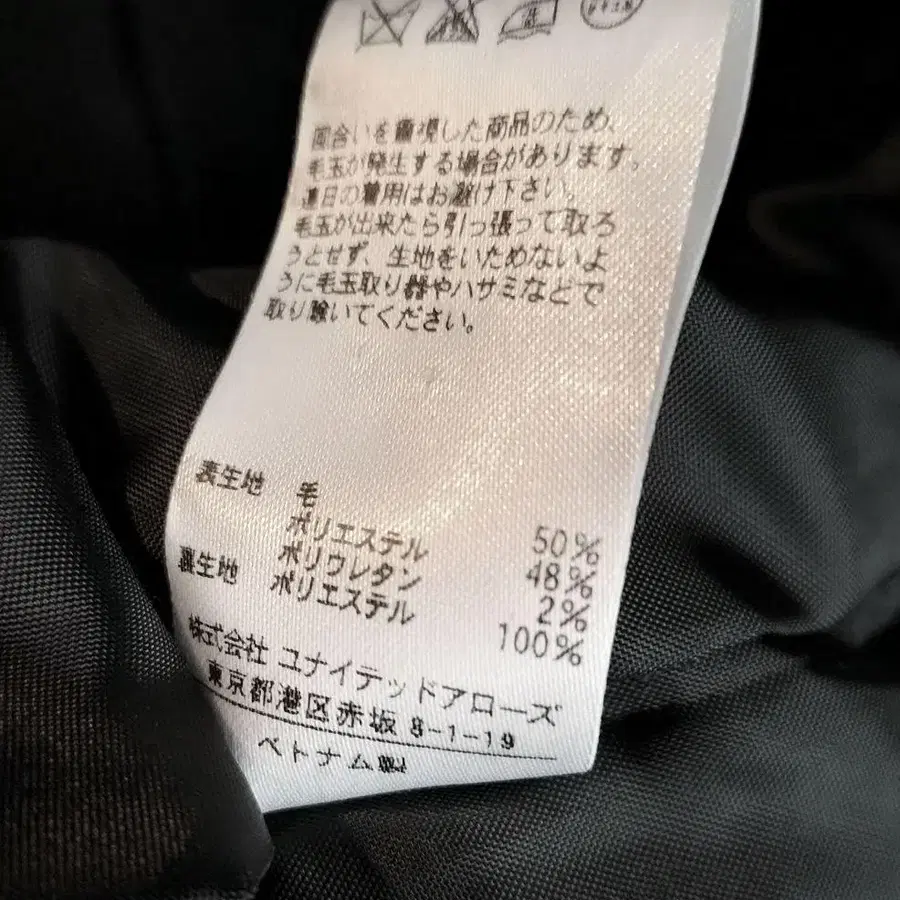 面合いを重視した商品のため、
毛玉が発生する場合があります。
連日の着用はお避け下さい。
毛玉が出来たら引っ張って取ろ
うとせず、生地をいためないよ
うに毛玉取り器やハサミなどで
取り除いてください。
表生地 毛 50%
ポリエステル 48%
ポリウレタン 2%
裏生地 ポリエステル 100%
株式会社 ユナイテッドアローズ
東京都港区赤坂 8-1-19
ベトナム製